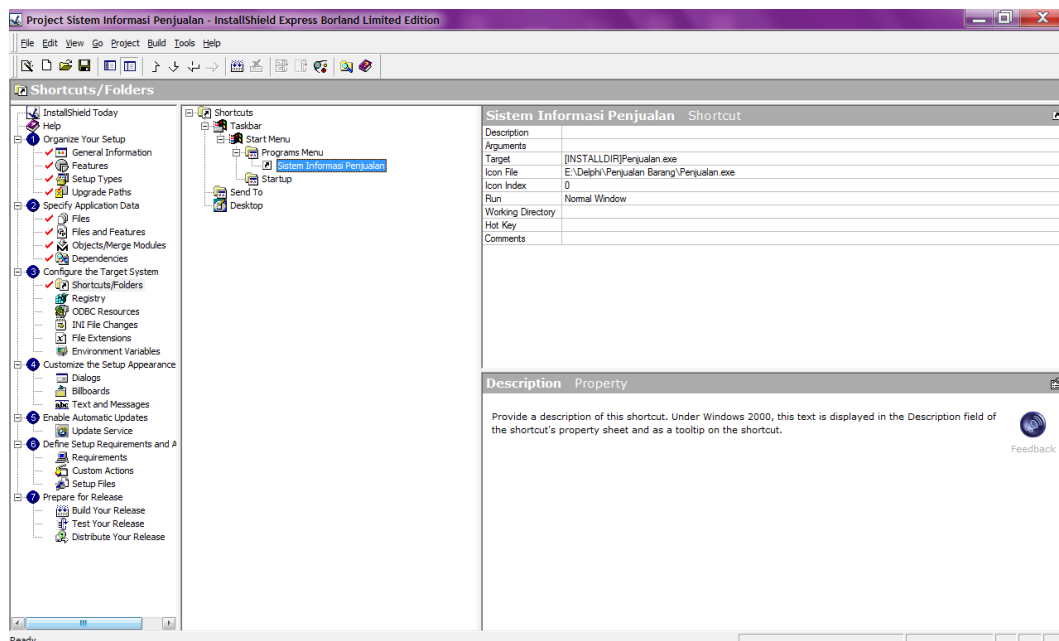 Project Sistem Informasi Penjualan - InstallShield Express Borland Limited Edition
File Edit View Go Project Build Tools Help
Shortcuts/Folders
InstallShield Today
Help
1 Organize Your Setup
General Information
Features
Setup Types
Upgrade Paths
2 Specify Application Data
Files
Files and Features
Objects/Merge Modules
Dependencies
3 Configure the Target System
Shortcuts/Folders
Registry
ODBC Resources
INI File Changes
File Extensions
Environment Variables
4 Customize the Setup Appearance
Dialogs
Billboards
abc Text and Messages
5 Enable Automatic Updates
Update Service
6 Define Setup Requirements and A
Requirements
Custom Actions
Setup Files
7 Prepare for Release
Build Your Release
Test Your Release
Distribute Your Release
Shortcuts
Taskbar
Start Menu
Programs Menu
Sistem Informasi Penjualan
Startup
Send To
Desktop
Sistem Informasi Penjualan Shortcut
Description
Arguments
Target [INSTALLDIR]Penjualan.exe
Icon File E:\Delphi\Penjualan Barang\Penjualan.exe
Icon Index 0
Run Normal Window
Working Directory
Hot Key
Comments
Description Property
Provide a description of this shortcut. Under Windows 2000, this text is displayed in the Description field of
the shortcut's property sheet and as a tooltip on the shortcut.
Feedback
Ready